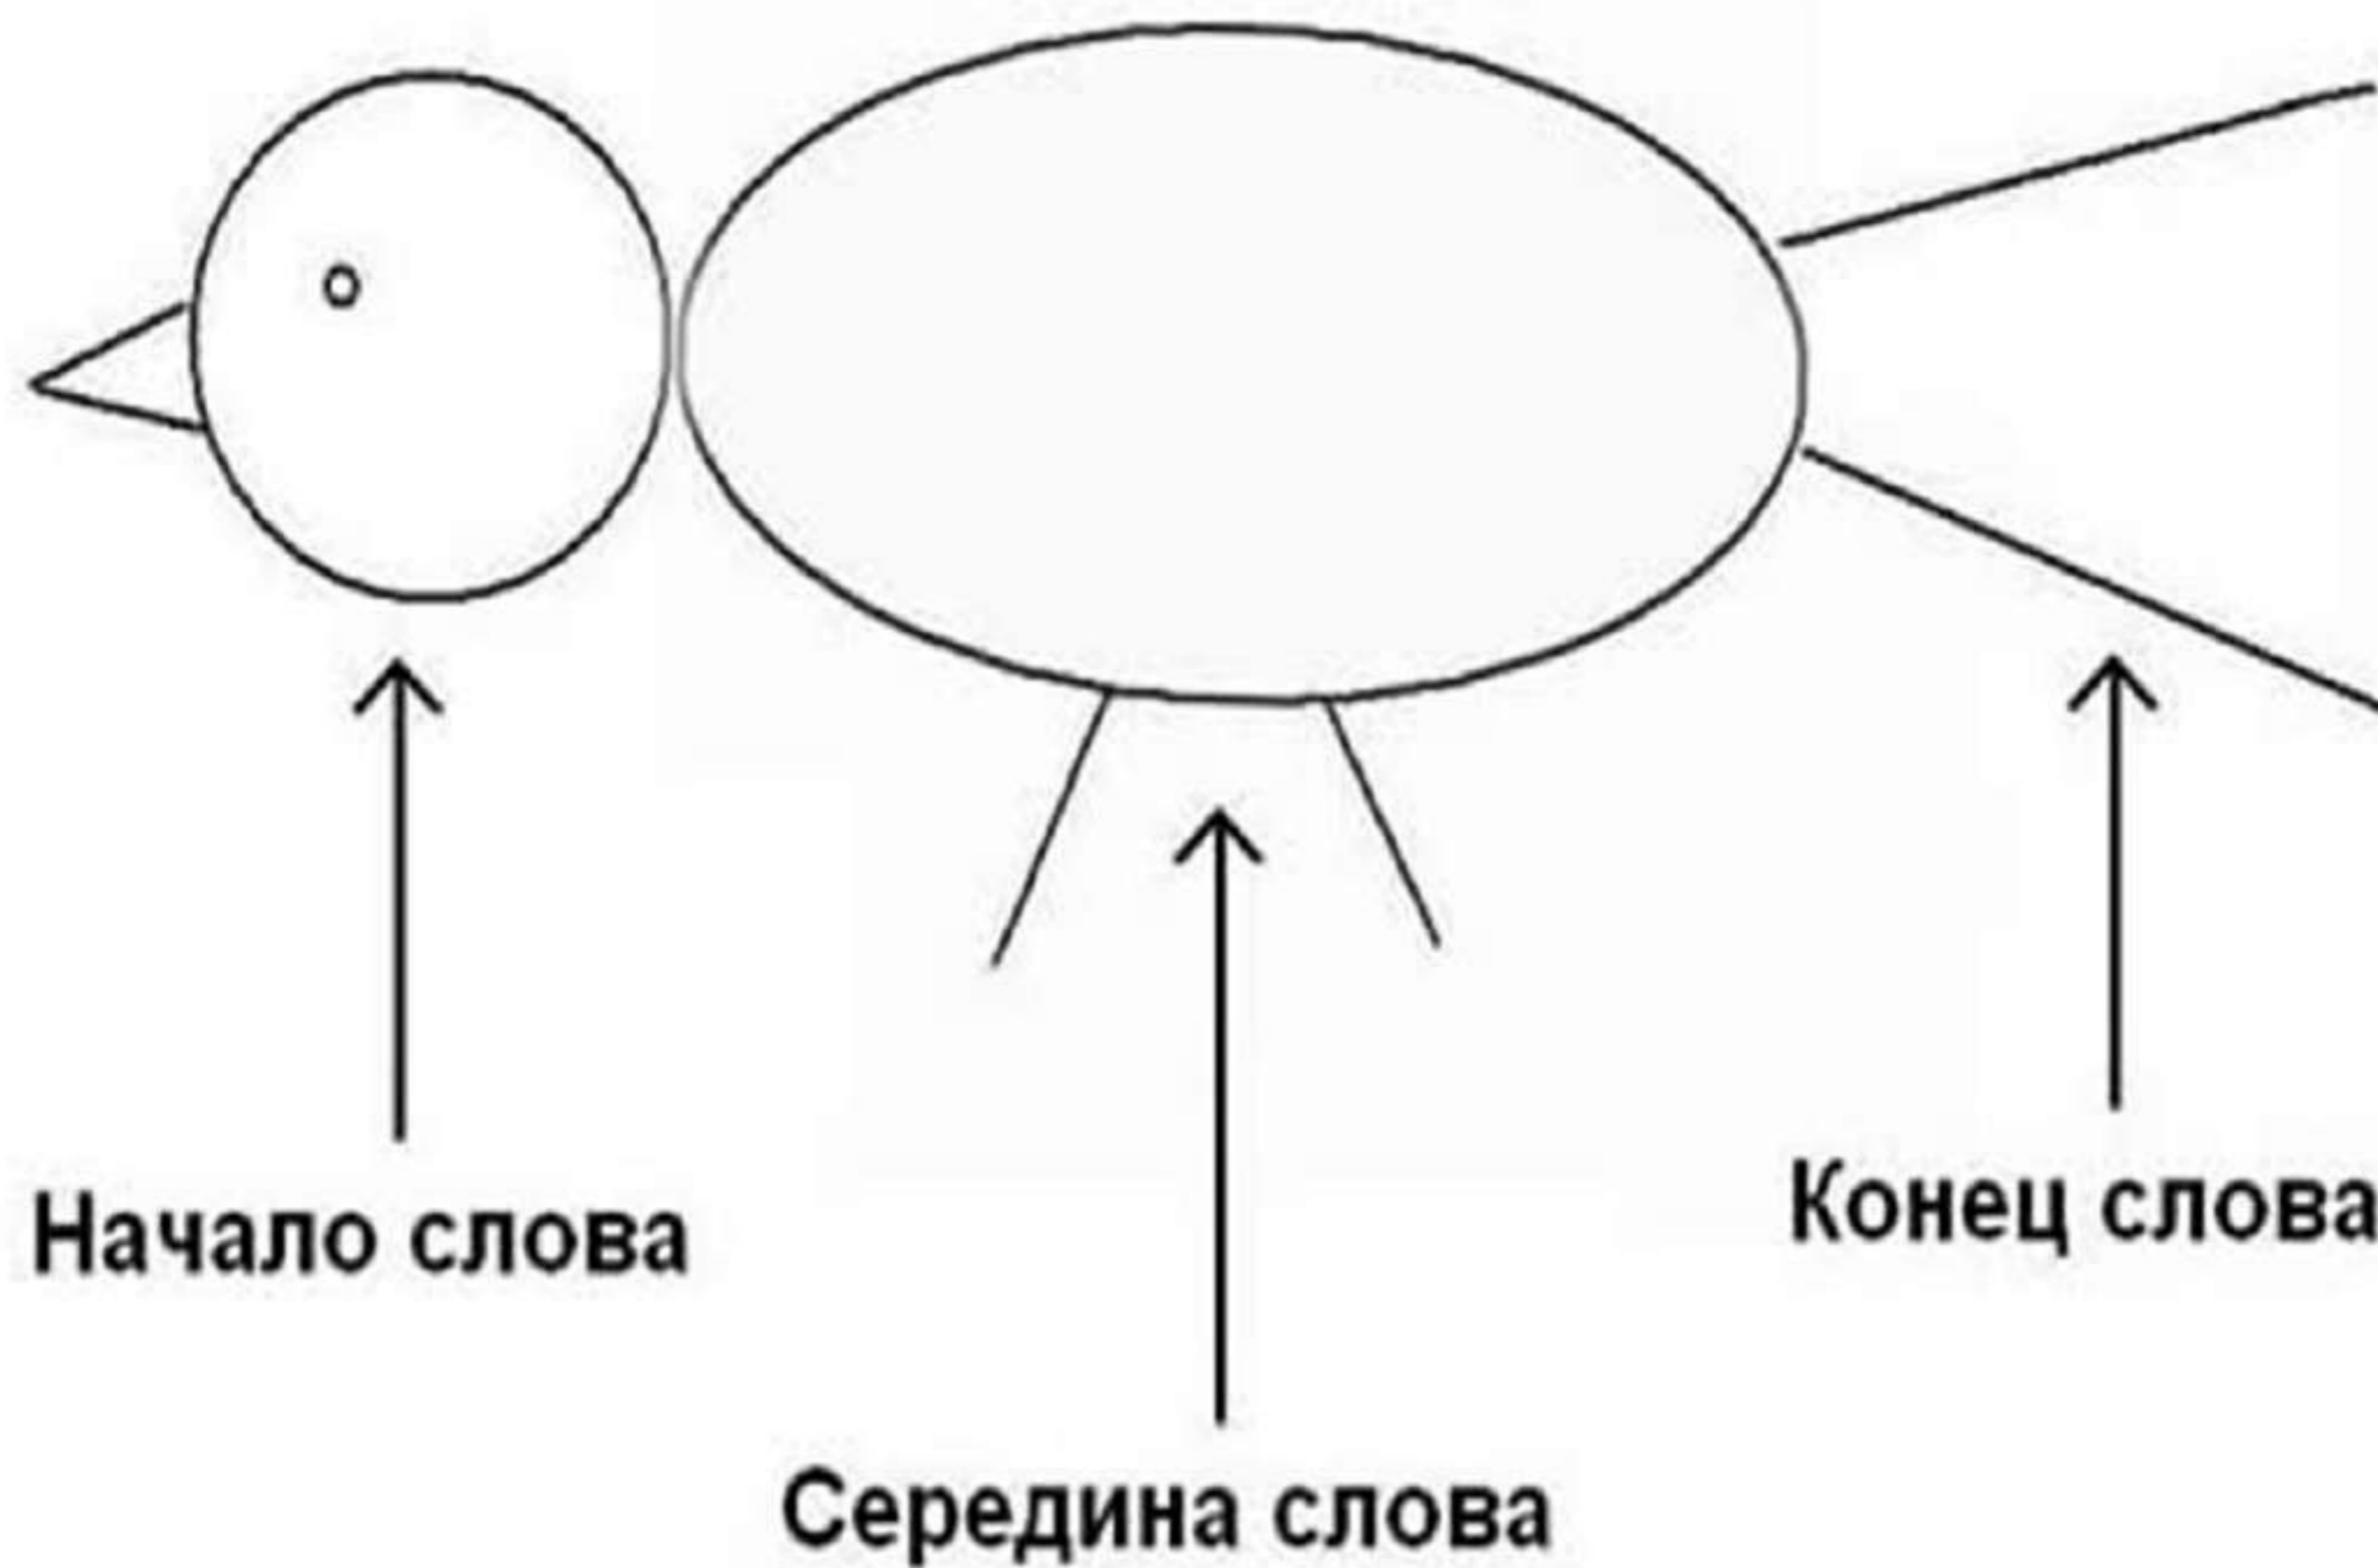 Начало слова
Середина слова
Конец слова